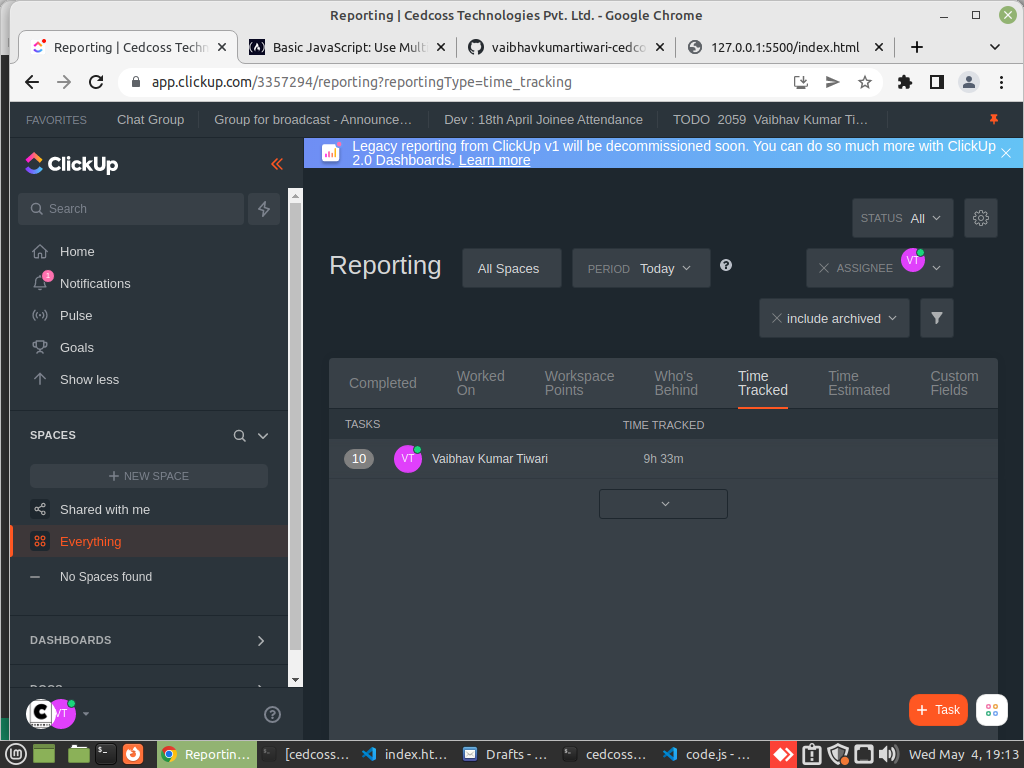 Reporting | Cedcoss Technologies Pvt. Ltd. - Google Chrome
Reporting | Cedcoss Techn
Basic JavaScript: Use Mult
vaibhavkumartiwari-cedco
127.0.0.1:5500/index.html
app.clickup.com/3357294/reporting?reportingType=time_tracking
FAVORITES
Chat Group
Group for broadcast - Announce…
Dev : 18th April Joinee Attendance
TODO 2059 Vaibhav Kumar Ti…
ClickUp
Legacy reporting from ClickUp v1 will be decommissioned soon. You can do so much more with ClickUp
2.0 Dashboards. Learn more
Search
Home
1
Notifications
Pulse
Goals
Show less
SPACES
NEW SPACE
Shared with me
Everything
No Spaces found
DASHBOARDS
DOCS
C
VT
STATUS All
Reporting
All Spaces
PERIOD Today
ASSIGNEE VT
include archived
Completed
Worked
On
Workspace
Points
Who's
Behind
Time
Tracked
Time
Estimated
Custom
Fields
TASKS
TIME TRACKED
10
VT
Vaibhav Kumar Tiwari
9h 33m
+ Task
Reportin…
[cedcoss…
index.ht…
Drafts - …
cedcoss…
code.js - …
Wed May 4, 19:13